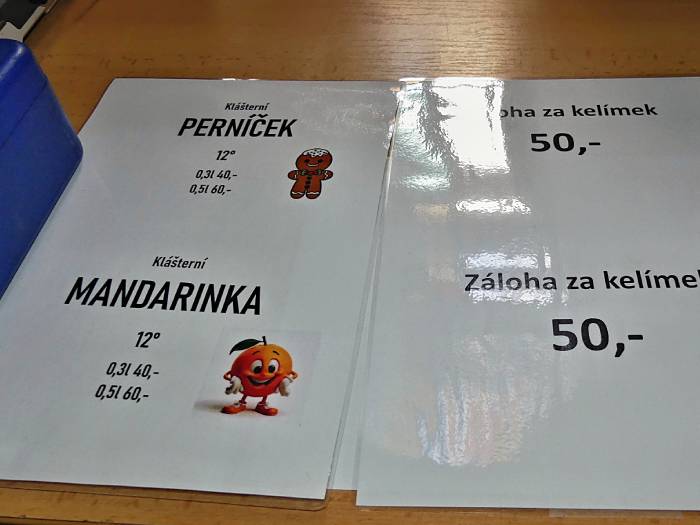 Klášterní
PERNÍČEK
12°
0,3l 40,-
0,5l 60,-
Klášterní
MANDARINKA
12°
0,3l 40,-
0,5l 60,-
za kelímek
50,-
Záloha za kelímek
50,-